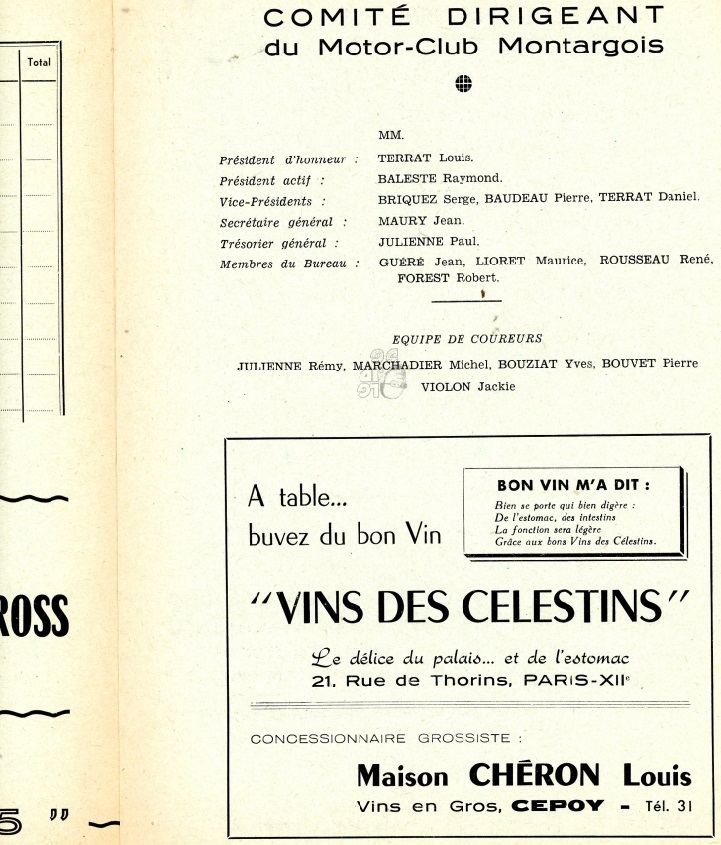 Total
ROSS
5 "
COMITÉ DIRIGEANT
du Motor-Club Montargois
MM.
Président d'honneur : TERRAT Louis.
Président actif : BALESTE Raymond.
Vice-Présidents : BRIQUEZ Serge, BAUDEAU Pierre, TERRAT Daniel.
Secrétaire général : MAURY Jean.
Trésorier général : JULIENNE Paul.
Membres du Bureau : GUÉRÉ Jean, LIORET Maurice, ROUSSEAU René,
FOREST Robert.
EQUIPE DE COUREURS
JULIENNE Rémy, MARCHADIER Michel, BOUZIAT Yves, BOUVET Pierre
VIOLON Jackie
A table...
buvez du bon Vin
BON VIN M'A DIT :
Bien se porte qui bien digère :
De l'estomac, des intestins
La fonction sera légère
Grâce aux bons Vins des Célestins.
"VINS DES CELESTINS"
Le délice du palais... et de l'estomac
21, Rue de Thorins, PARIS-XIIe
CONCESSIONNAIRE GROSSISTE :
Maison CHÉRON Louis
Vins en Gros, CEPOY - Tél. 31